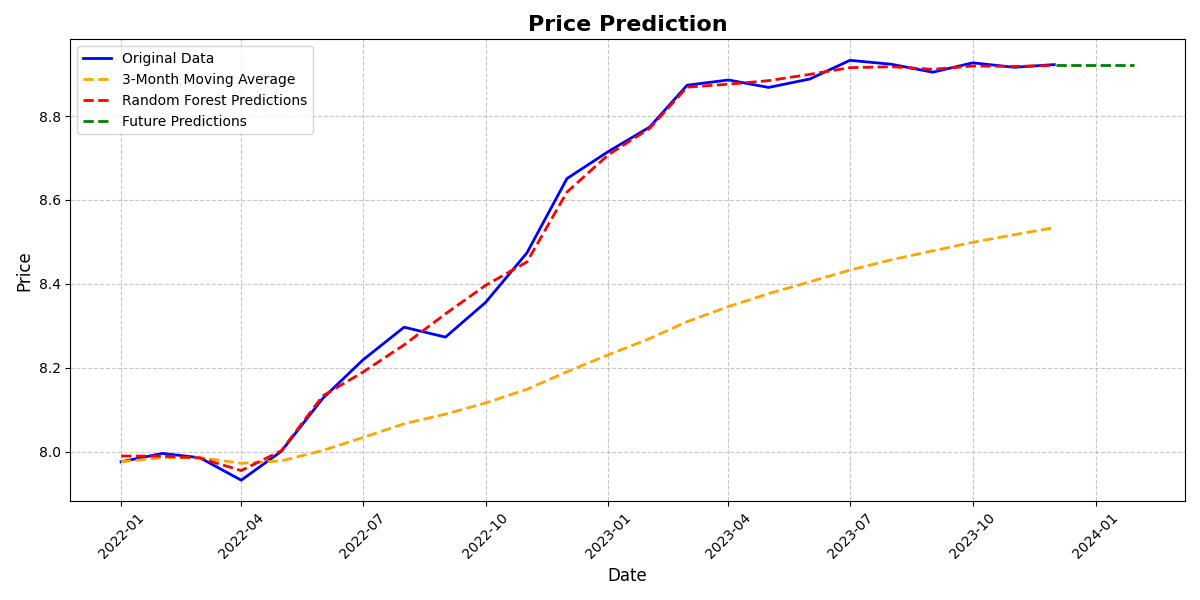 Price Prediction
Original Data
3-Month Moving Average
Random Forest Predictions
Future Predictions
Price
8.8
8.6
8.4
8.2
8.0
2022-01
2022-04
2022-07
2022-10
2023-01
2023-04
2023-07
2023-10
2024-01
Date